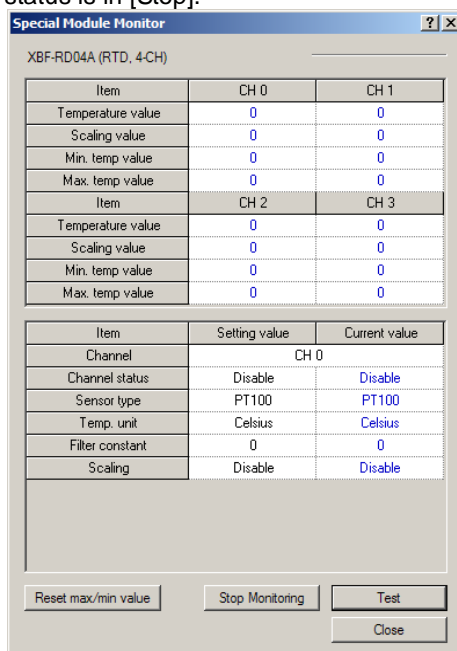 status is in [Stop].
Special Module Monitor ? X
XBF-RD04A (RTD, 4-CH)
Item CH 0 CH 1
Temperature value 0 0
Scaling value 0 0
Min. temp value 0 0
Max. temp value 0 0
Item CH 2 CH 3
Temperature value 0 0
Scaling value 0 0
Min. temp value 0 0
Max. temp value 0 0
Item Setting value Current value
Channel CH 0
Channel status Disable Disable
Sensor type PT100 PT100
Temp. unit Celsius Celsius
Filter constant 0 0
Scaling Disable Disable
Reset max/min value Stop Monitoring Test
Close